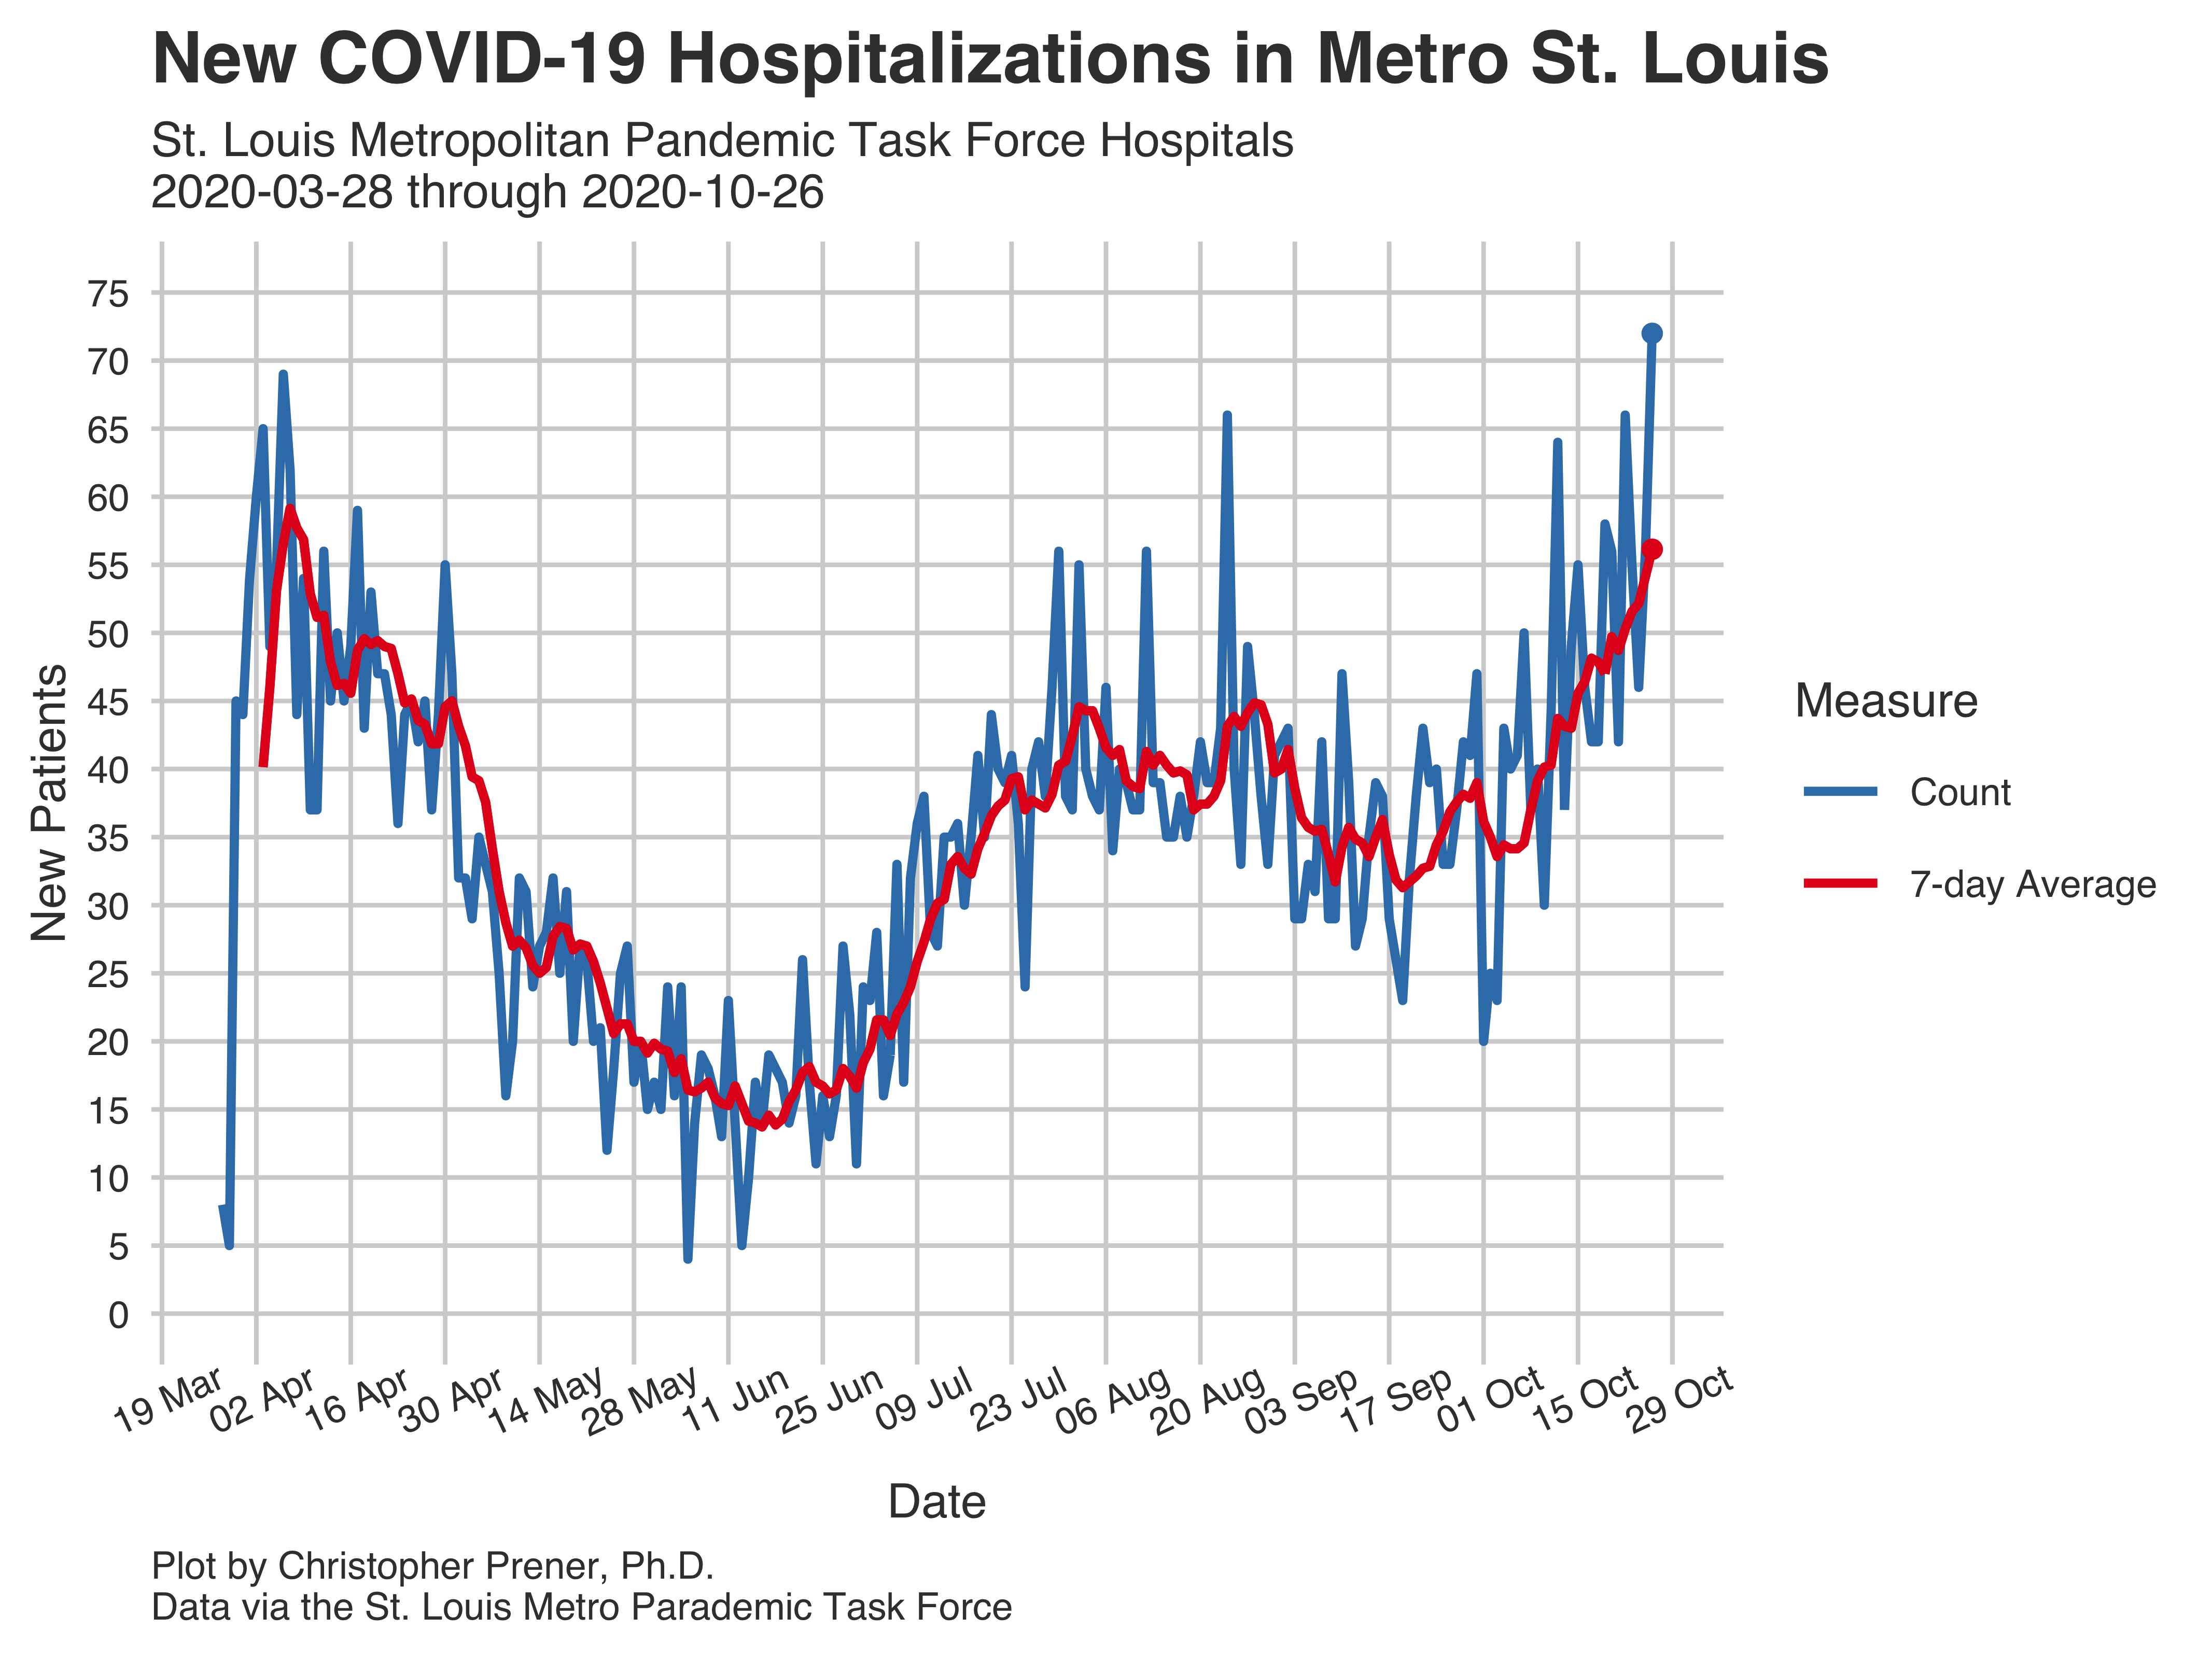 New COVID-19 Hospitalizations in Metro St. Louis
St. Louis Metropolitan Pandemic Task Force Hospitals
2020-03-28 through 2020-10-26
75
70
65
60
55
50
45
40
35
30
25
20
15
10
5
0
New Patients
19 Mar
02 Apr
16 Apr
30 Apr
14 May
28 May
11 Jun
25 Jun
09 Jul
23 Jul
06 Aug
20 Aug
03 Sep
17 Sep
01 Oct
15 Oct
29 Oct
Date
Measure
Count
7-day Average
Plot by Christopher Prener, Ph.D.
Data via the St. Louis Metro Parademic Task Force